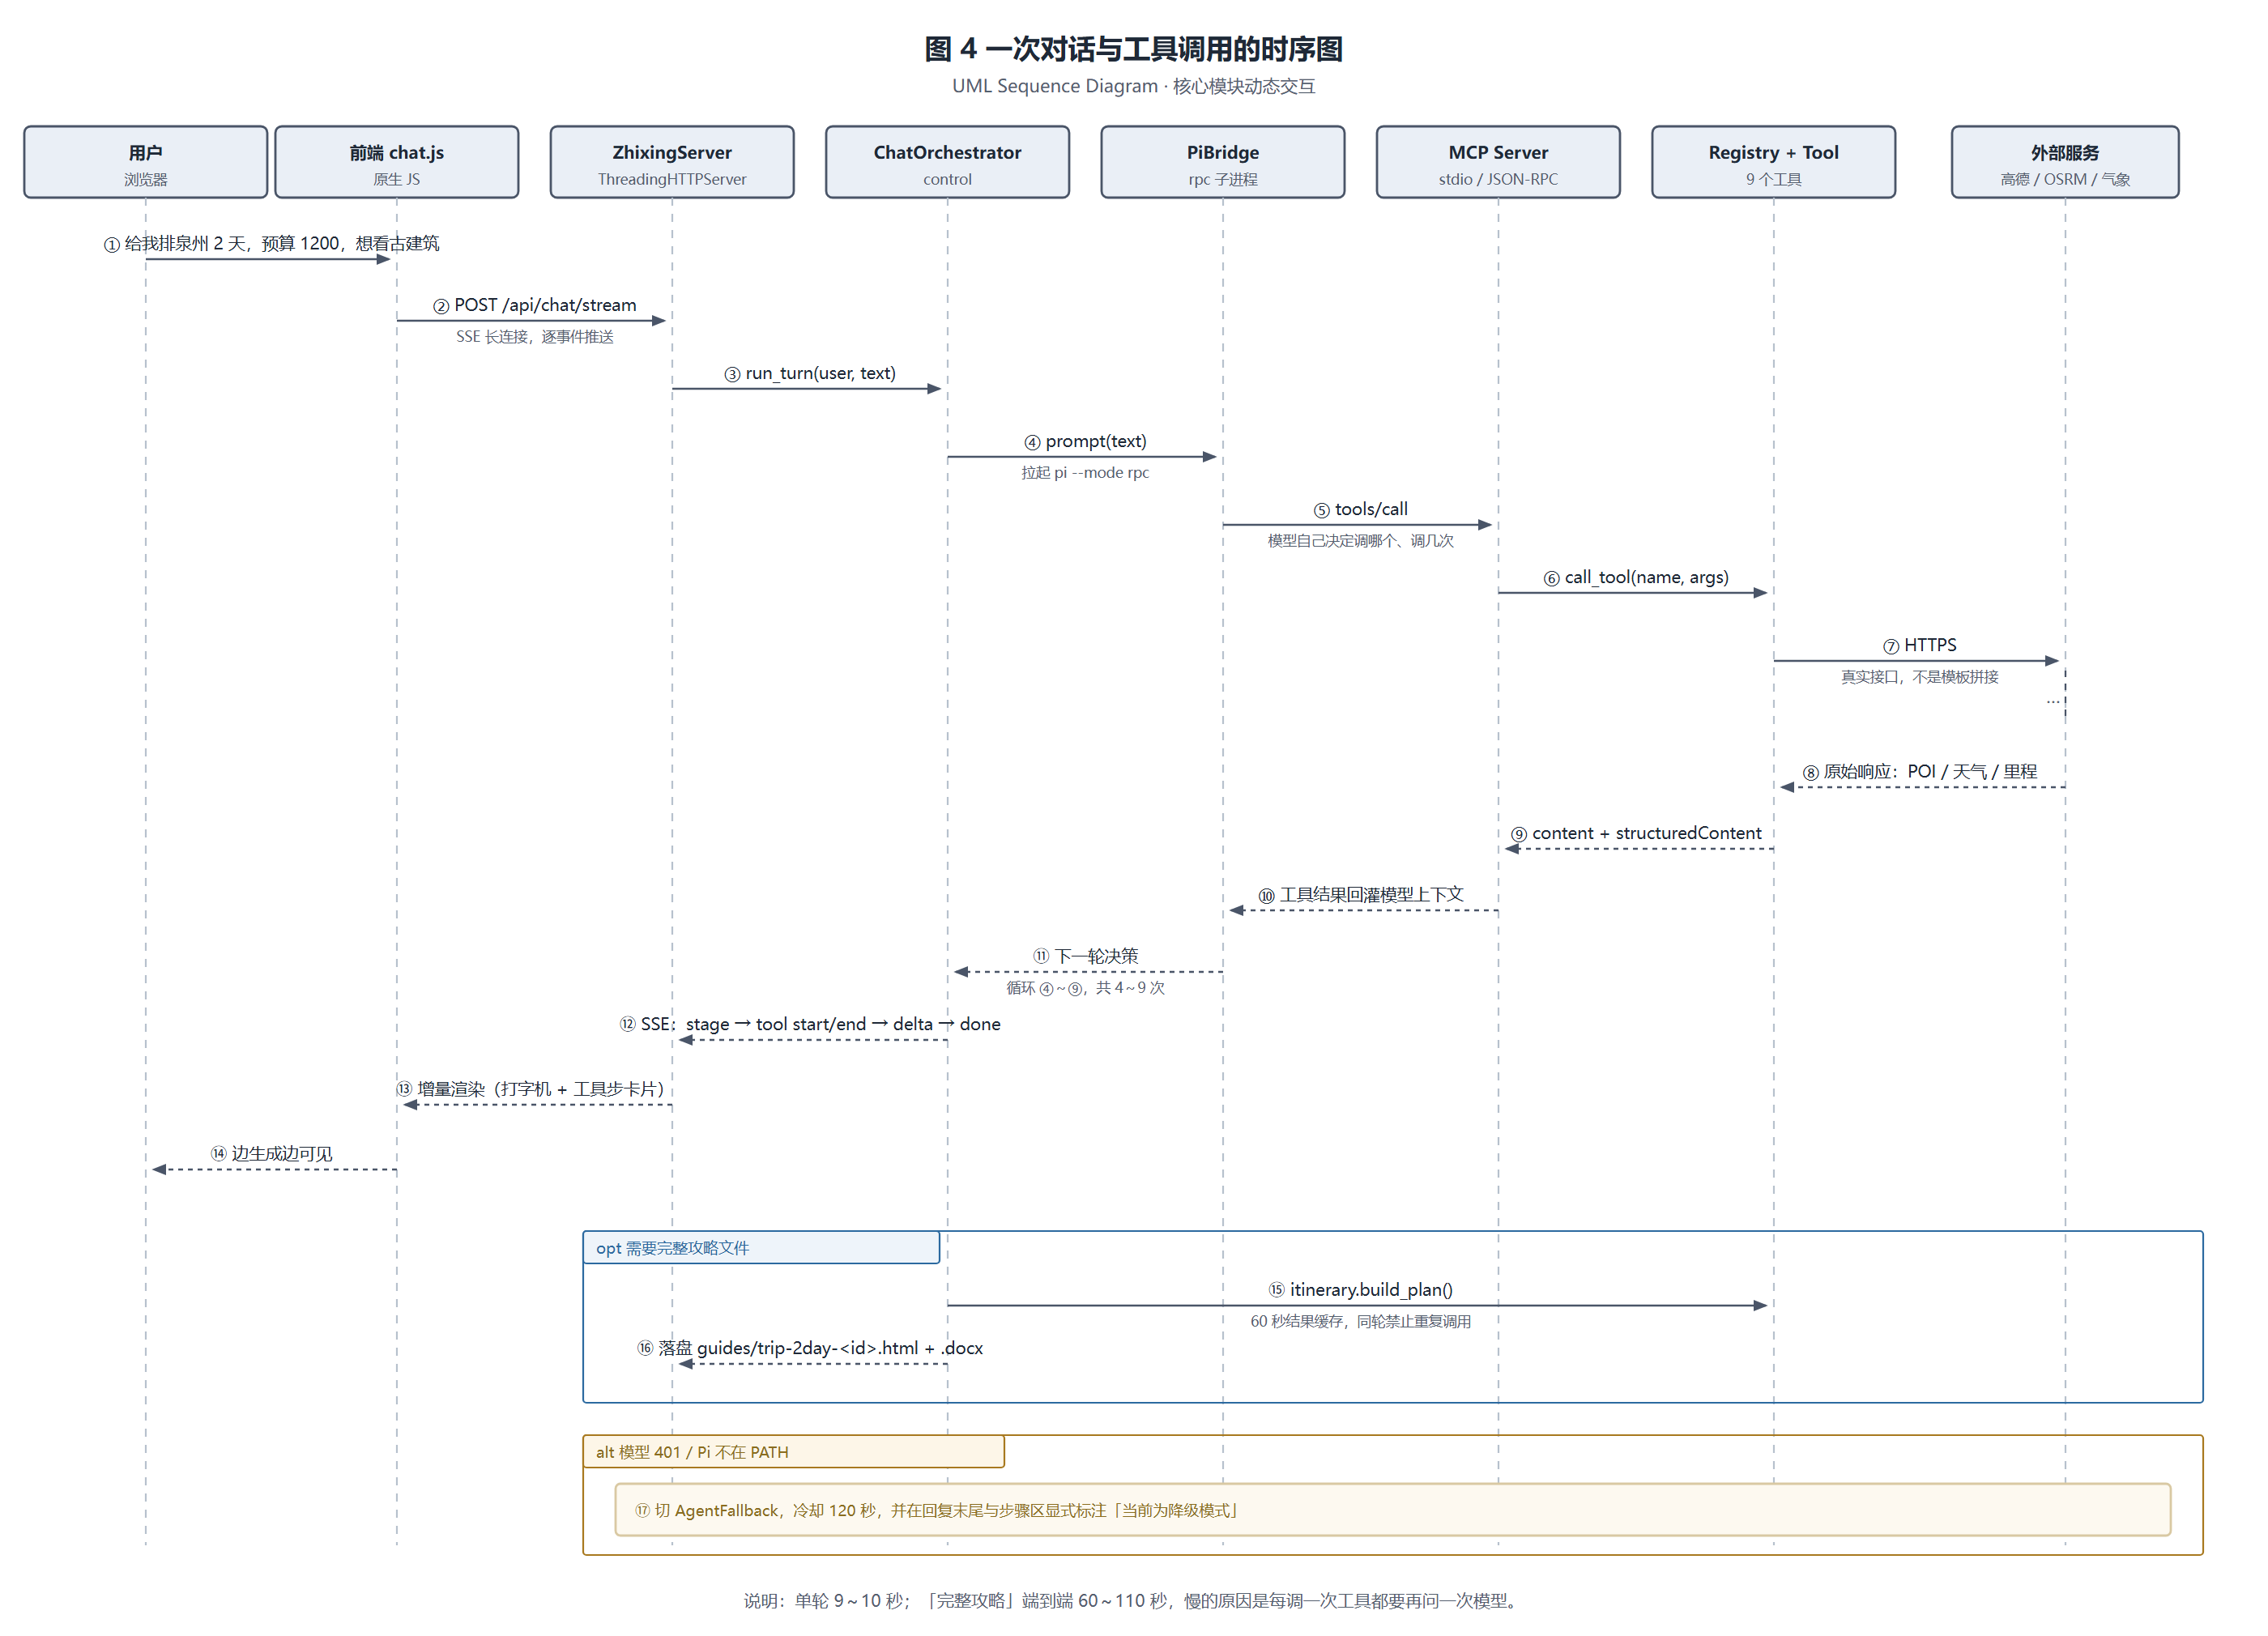 图 4 一次对话与工具调用的时序图
UML Sequence Diagram · 核心模块动态交互
用户
浏览器
前端 chat.js
原生 JS
ZhixingServer
ThreadingHTTPServer
ChatOrchestrator
control
PiBridge
rpc 子进程
MCP Server
stdio / JSON-RPC
Registry + Tool
9 个工具
外部服务
高德 / OSRM / 气象
① 给我排泉州 2 天，预算 1200，想看古建筑
② POST /api/chat/stream
SSE 长连接，逐事件推送
③ run_turn(user, text)
④ prompt(text)
拉起 pi --mode rpc
⑤ tools/call
模型自己决定调哪个、调几次
⑥ call_tool(name, args)
⑦ HTTPS
真实接口，不是模板拼接
...
⑧ 原始响应：POI / 天气 / 里程
⑨ content + structuredContent
⑩ 工具结果回灌模型上下文
⑪ 下一轮决策
循环 ④~⑨，共 4~9 次
⑫ SSE：stage → tool start/end → delta → done
⑬ 增量渲染（打字机 + 工具步卡片）
⑭ 边生成边可见
opt 需要完整攻略文件
⑮ itinerary.build_plan()
60 秒结果缓存，同轮禁止重复调用
⑯ 落盘 guides/trip-2day-<id>.html + .docx
alt 模型 401 / Pi 不在 PATH
⑰ 切 AgentFallback，冷却 120 秒，并在回复末尾与步骤区显式标注「当前为降级模式」
说明：单轮 9~10 秒；「完整攻略」端到端 60~110 秒，慢的原因是每调一次工具都要再问一次模型。